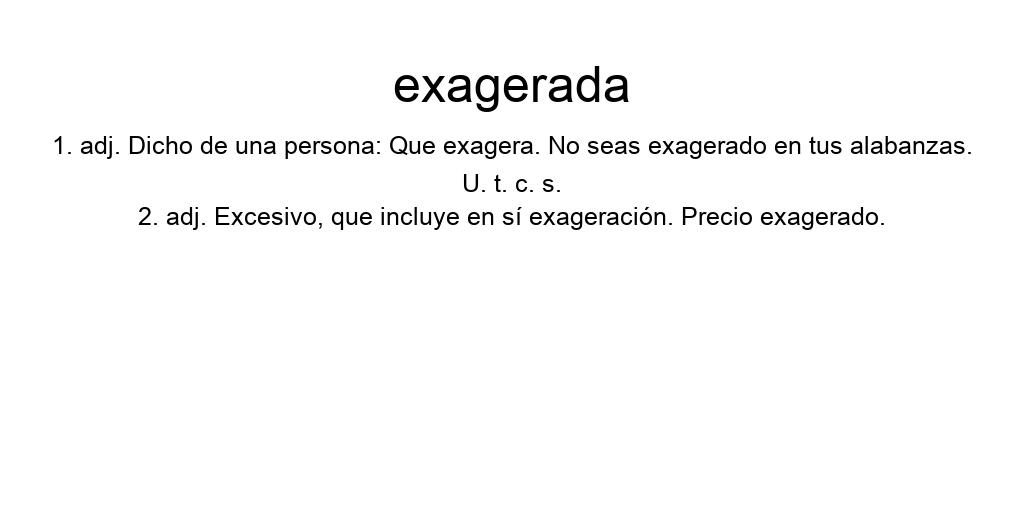 exagerada
1. adj. Dicho de una persona: Que exagera. No seas exagerado en tus alabanzas.
U. t. c. s.
2. adj. Excesivo, que incluye en sí exageración. Precio exagerado.